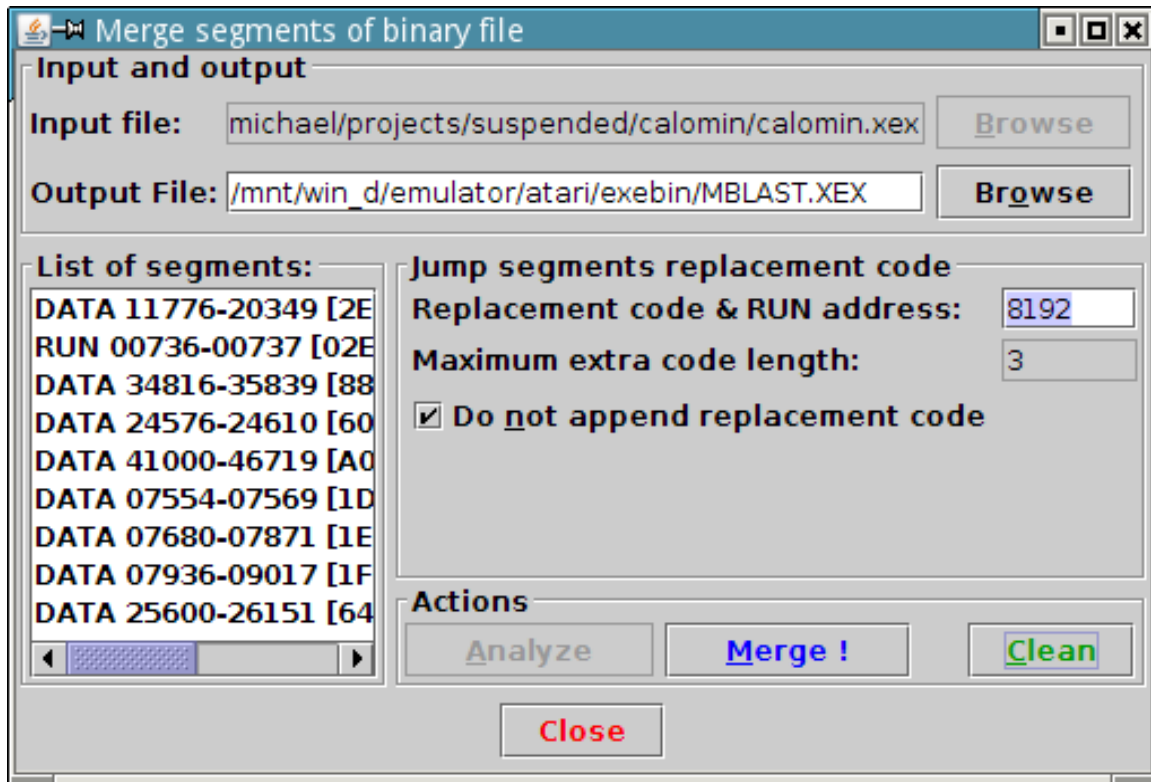 Merge segments of binary file
Input and output
Input file: michael/projects/suspended/calomin/calomin.xex Browse
Output File: /mnt/win_d/emulator/atari/exebin/MBLAST.XEX Browse
List of segments:
DATA 11776-20349 [2E
RUN 00736-00737 [02E
DATA 34816-35839 [88
DATA 24576-24610 [60
DATA 41000-46719 [A0
DATA 07554-07569 [1D
DATA 07680-07871 [1E
DATA 07936-09017 [1F
DATA 25600-26151 [64
Jump segments replacement code
Replacement code & RUN address: 8192
Maximum extra code length: 3
Do not append replacement code
Actions
Analyze Merge ! Clean
Close